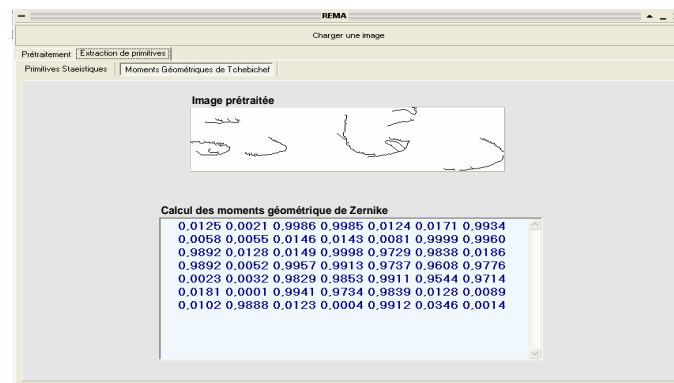 REMA
Charger une image
Prétraitement Extraction de primitives
Primitives Staeistiques Moments Géométriques de Tchebichef
Image prétraitée
Calcul des moments géométrique de Zernike
0,0125 0,0021 0,9986 0,9985 0,0124 0,0171 0,9934
0,0058 0,0055 0,0146 0,0143 0,0081 0,9999 0,9960
0,9892 0,0128 0,0149 0,9998 0,9729 0,9838 0,0186
0,9892 0,0052 0,9957 0,9913 0,9737 0,9608 0,9776
0,0023 0,0032 0,9829 0,9853 0,9911 0,9544 0,9714
0,0181 0,0001 0,9941 0,9734 0,9839 0,0128 0,0089
0,0102 0,9888 0,0123 0,0004 0,9912 0,0346 0,0014